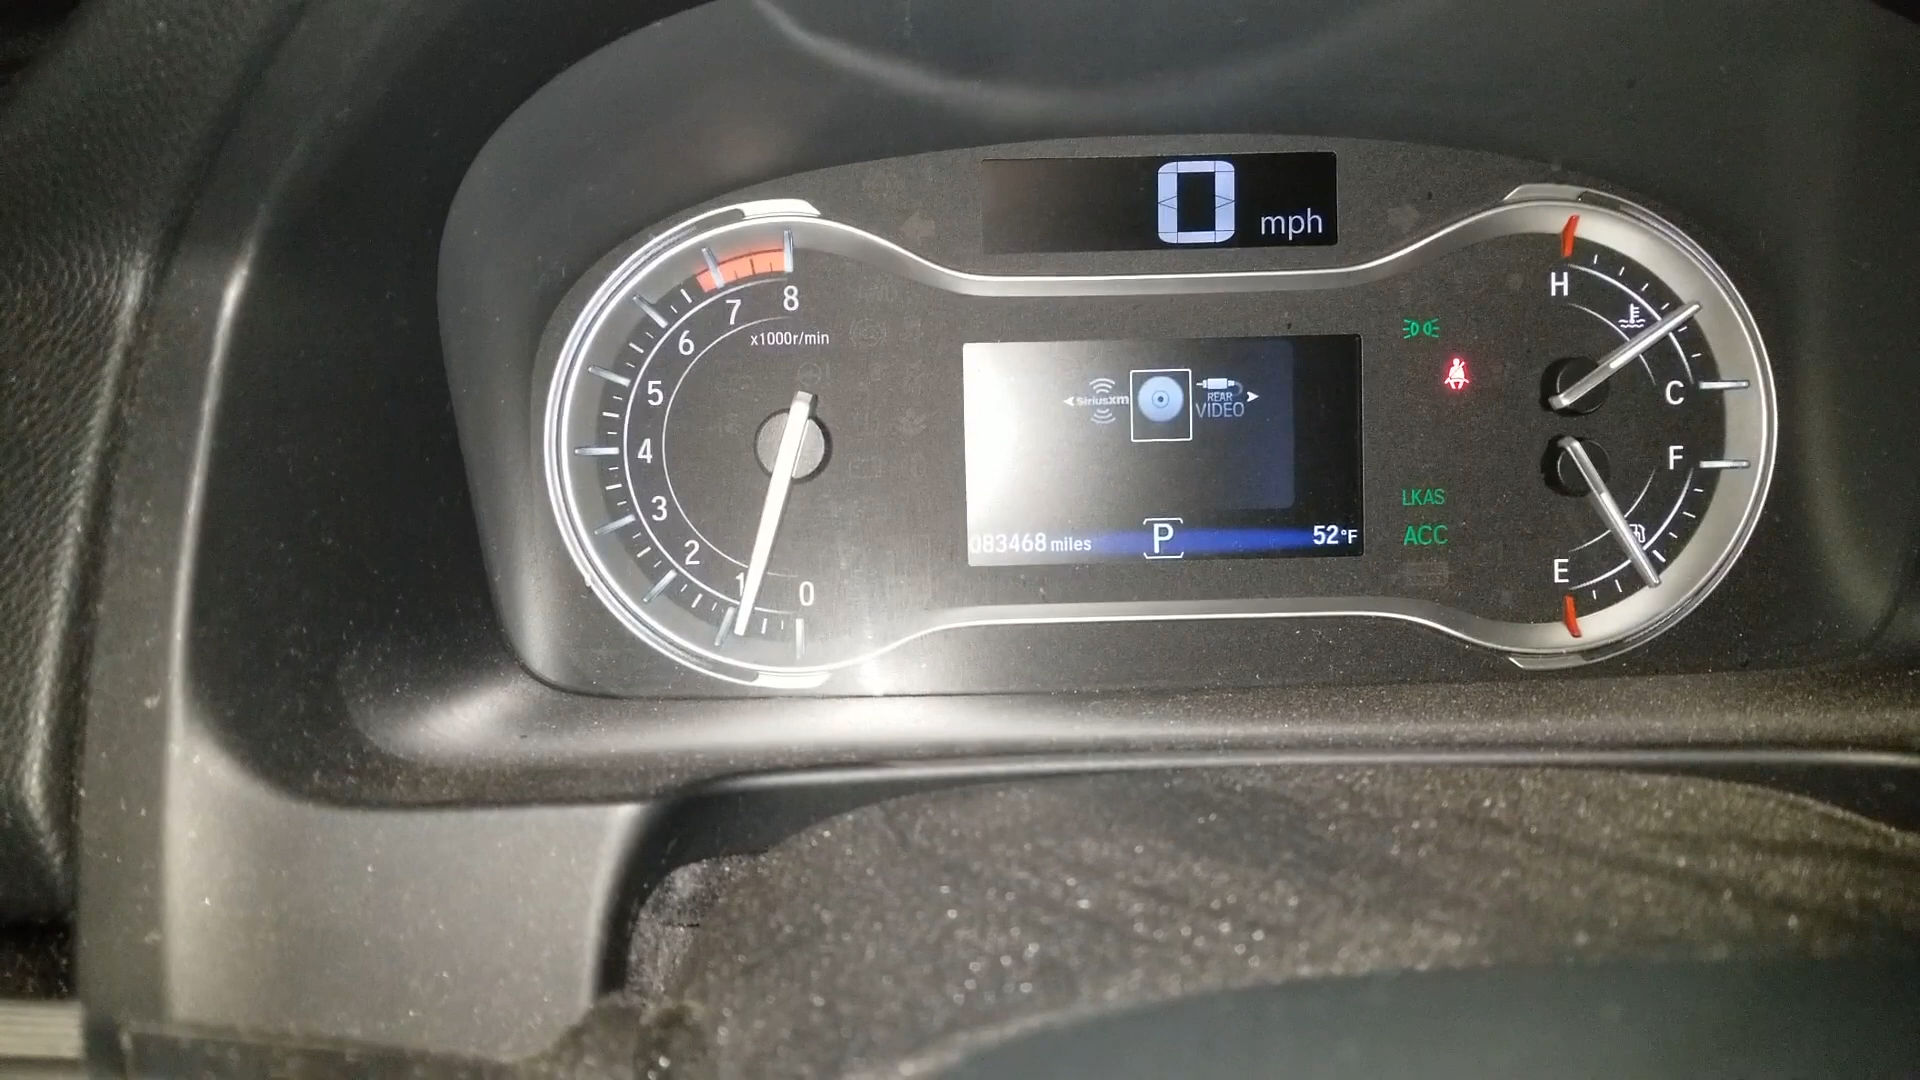 0 mph
8
7
x1000r/min
6
5
4
3
2
1
0
SiriusXm
REAR
VIDEO
083468 miles
P
52°F
LKAS
ACC
H
C
F
E